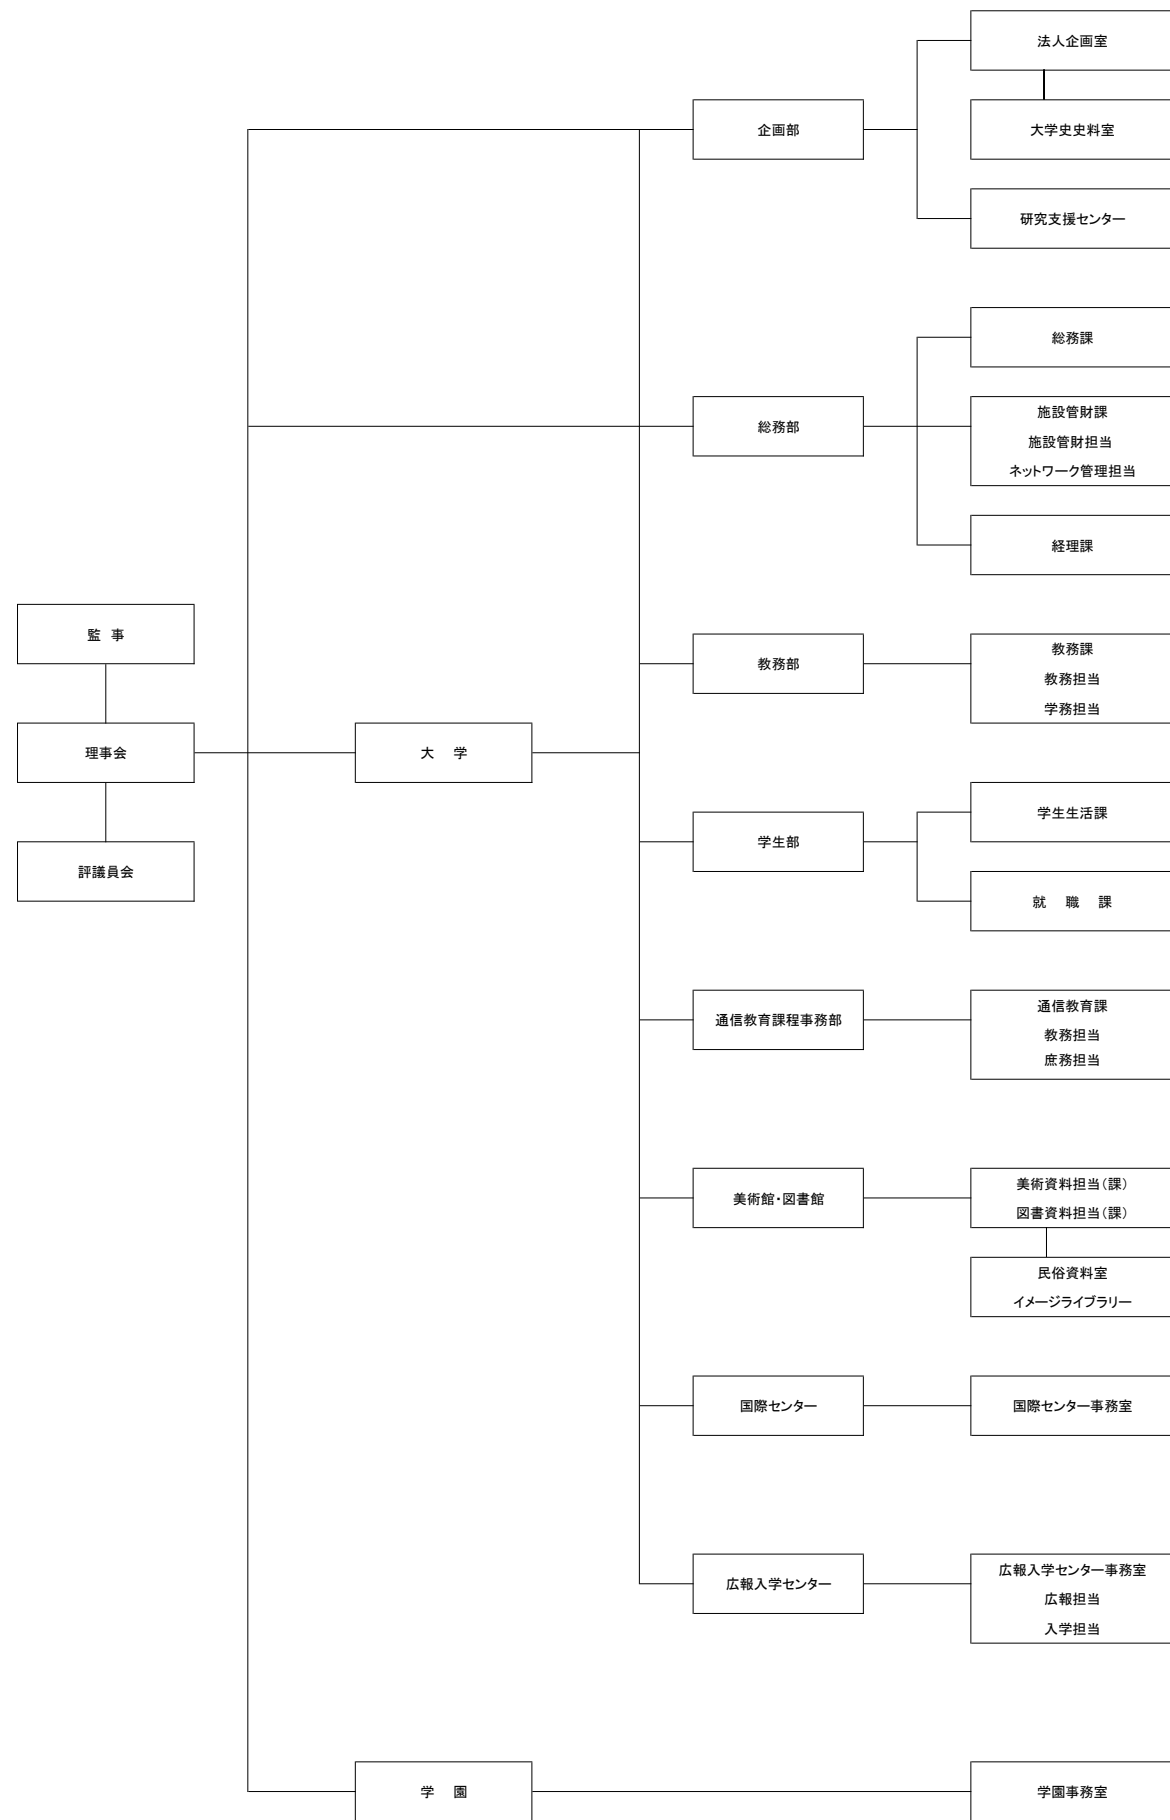 法人企画室
企画部
大学史史料室
研究支援センター
総務課
総務部
施設管財課
施設管財担当
ネットワーク管理担当
経理課
監 事
教務部
教務課
教務担当
学務担当
理事会
大 学
評議員会
学生部
学生生活課
就 職 課
通信教育課程事務部
通信教育課
教務担当
庶務担当
美術館・図書館
美術資料担当(課)
図書資料担当(課)
民俗資料室
イメージライブラリー
国際センター
国際センター事務室
広報入学センター
広報入学センター事務室
広報担当
入学担当
学 園
学園事務室